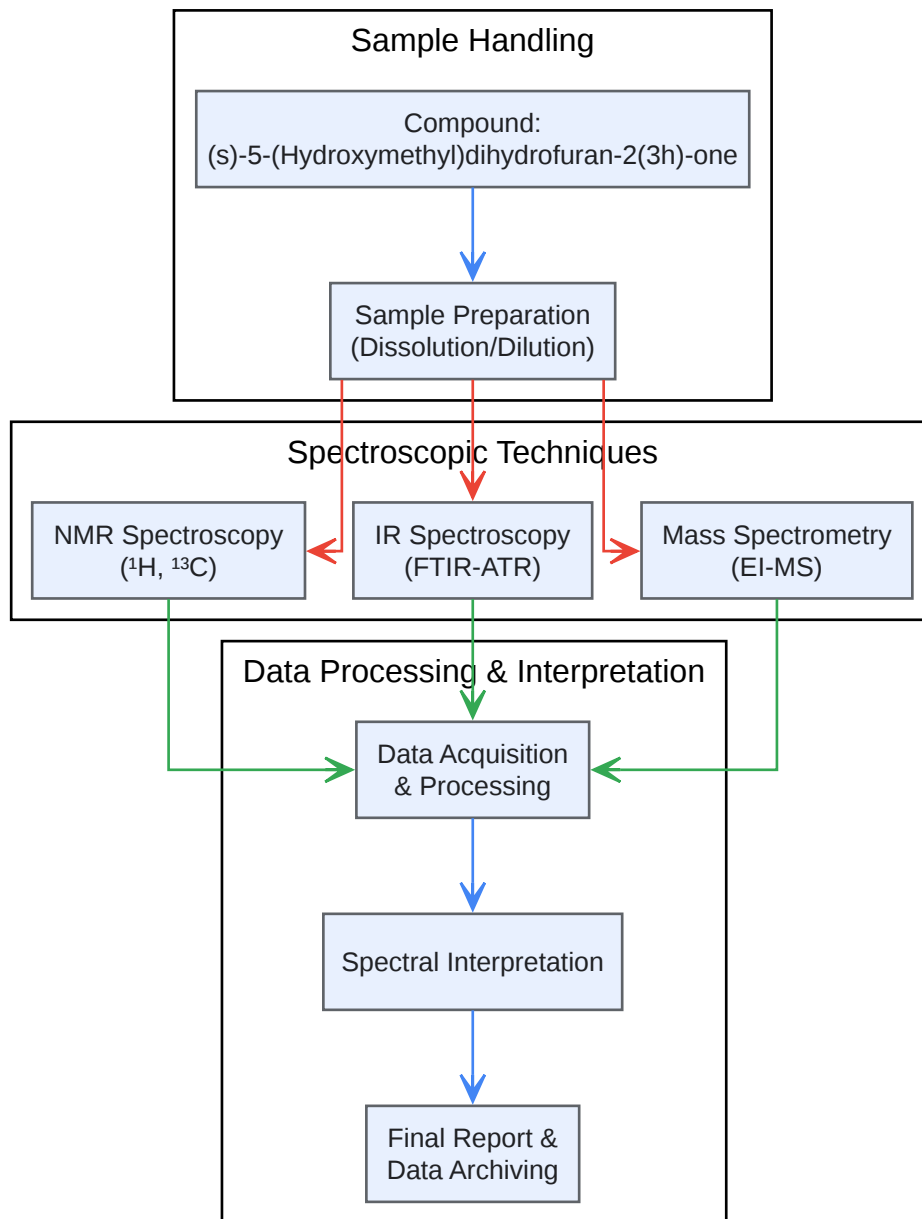 Sample Handling
Compound:
(s)-5-(Hydroxymethyl)dihydrofuran-2(3h)-one
Sample Preparation
(Dissolution/Dilution)
Spectroscopic Techniques
NMR Spectroscopy
(¹H, ¹³C)
IR Spectroscopy
(FTIR-ATR)
Mass Spectrometry
(EI-MS)
Data Processing & Interpretation
Data Acquisition
& Processing
Spectral Interpretation
Final Report &
Data Archiving